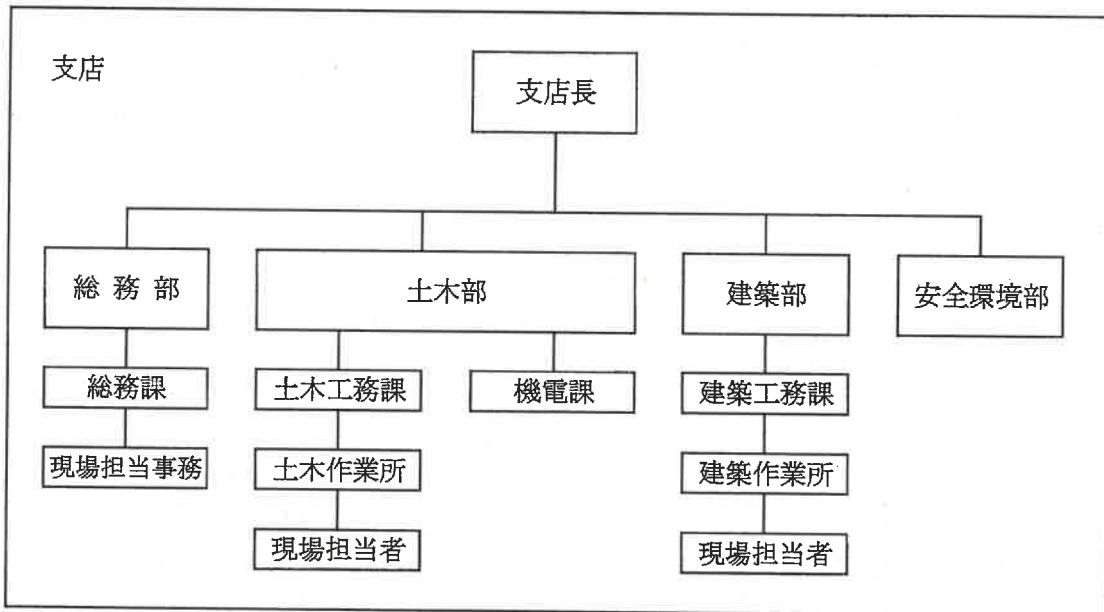 支店
支店長
総務部
土木部
建築部
安全環境部
総務課
土木工務課
機電課
建築工務課
現場担当事務
土木作業所
建築作業所
現場担当者
現場担当者